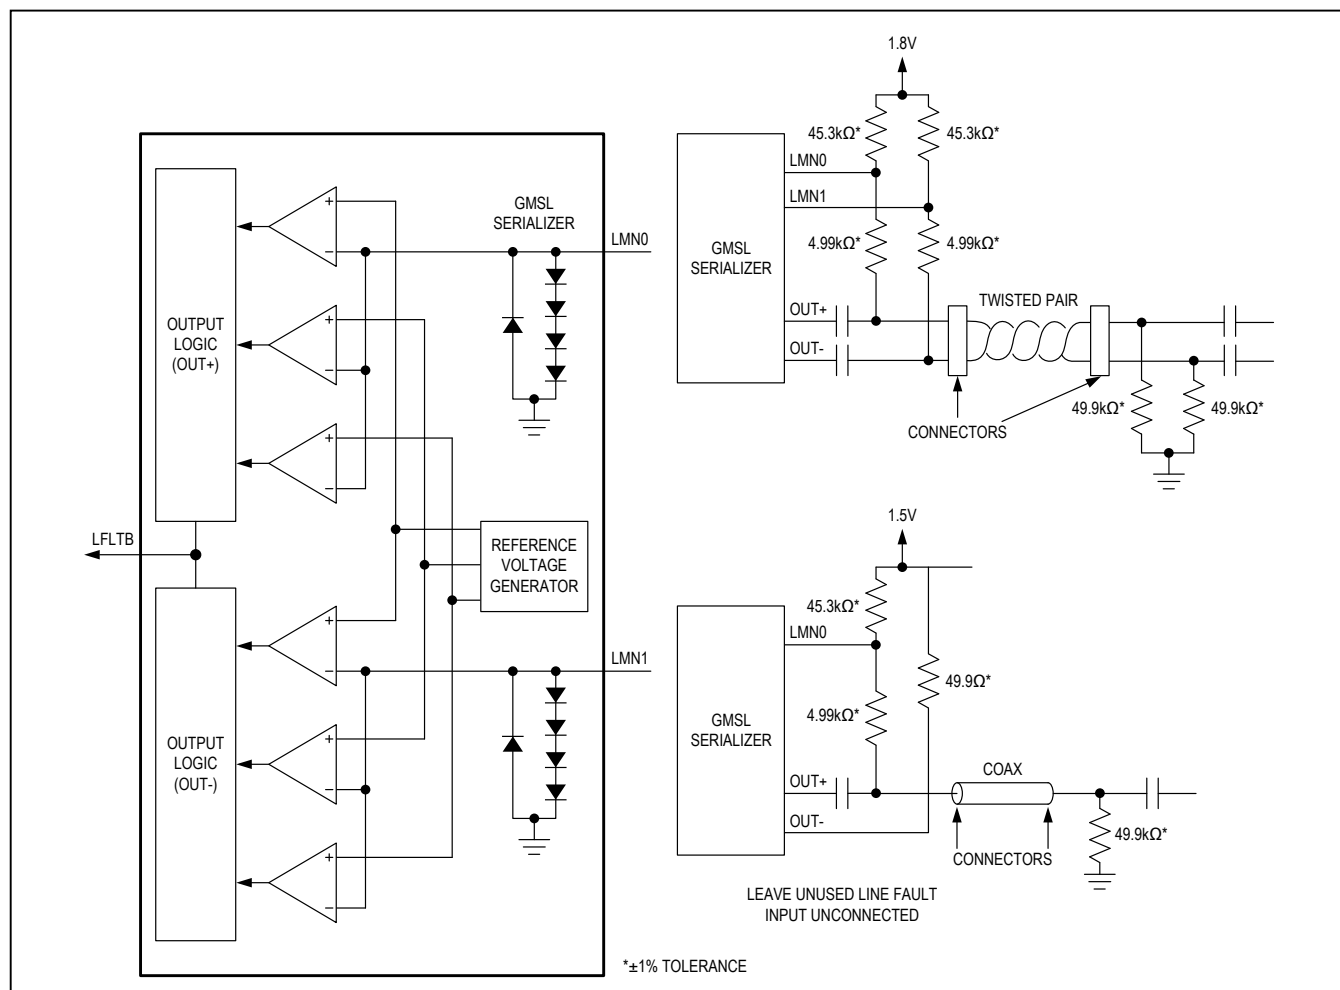 GMSL
SERIALIZER
LMN0
+
−
+
−
+
−
OUTPUT
LOGIC
(OUT+)
LFLTB
REFERENCE
VOLTAGE
GENERATOR
+
−
+
−
+
−
LMN1
OUTPUT
LOGIC
(OUT-)
1.8V
45.3kΩ*
45.3kΩ*
LMN0
LMN1
4.99kΩ*
4.99kΩ*
GMSL
SERIALIZER
OUT+
OUT-
TWISTED PAIR
CONNECTORS
49.9kΩ*
49.9kΩ*
1.5V
45.3kΩ*
LMN0
4.99kΩ*
49.9Ω*
GMSL
SERIALIZER
OUT+
OUT-
COAX
CONNECTORS
49.9kΩ*
LEAVE UNUSED LINE FAULT
INPUT UNCONNECTED
*±1% TOLERANCE